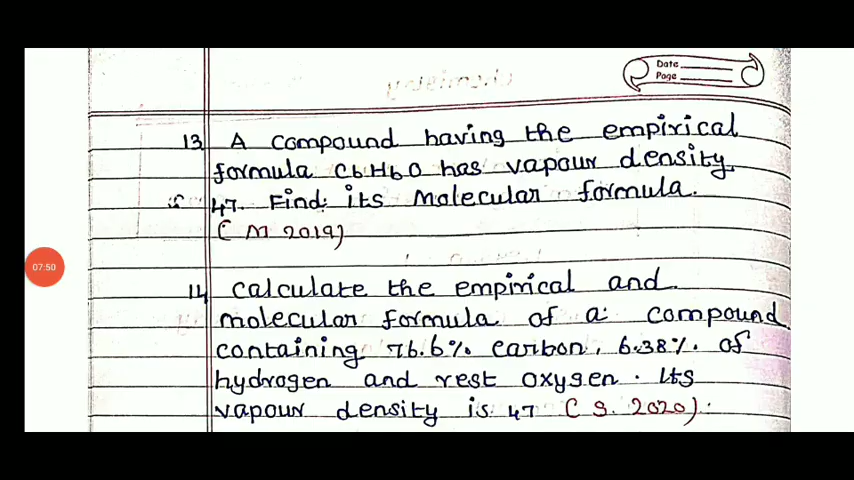 Date
Page
13 A compound having the empirical
formula C6H6O has vapour density
47. Find its Molecular formula.
(M 2019)
07:50
14 Calculate the empirical and
molecular formula of a compound
containing 76.6% carbon, 6.38% of
hydrogen and rest oxygen. Its
vapour density is 47 (S. 2020).